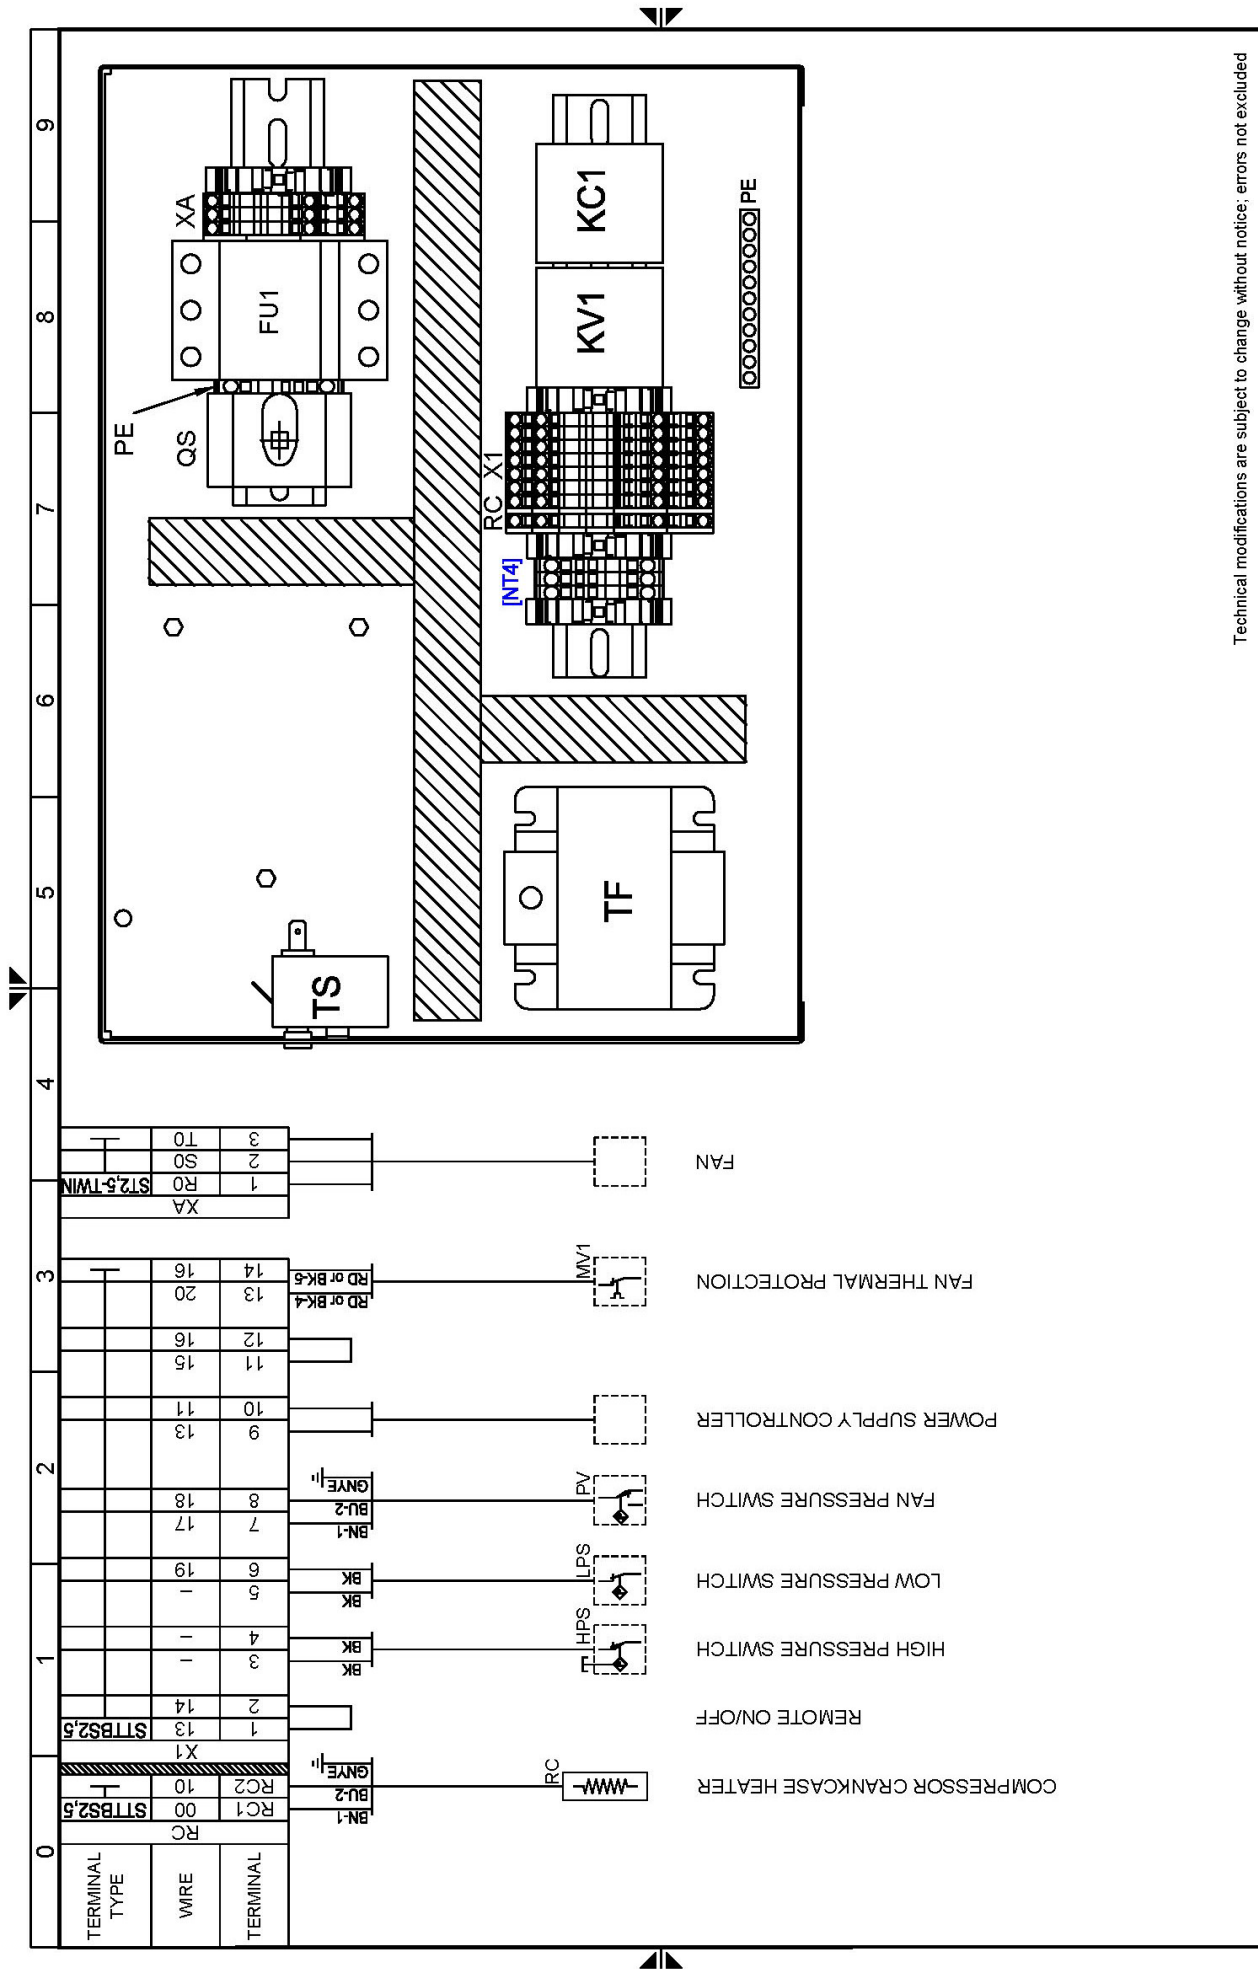 0 1 2 3 4 5 6 7 8 9
TERMINAL
TYPE
WIRE
TERMINAL
RC
STTBS2,5
00
10
RC1
RC2
BN-1
BU-2
GNYE
RC
COMPRESSOR CRANKCASE HEATER
X1
STTBS2,5
13
14
1
2
REMOTE ON/OFF
–
–
3
4
BK
BK
HPS
HIGH PRESSURE SWITCH
–
19
5
6
BK
BK
LPS
LOW PRESSURE SWITCH
17
18
7
8
BN-1
BU-2
GNYE
PV
FAN PRESSURE SWITCH
13
11
9
10
POWER SUPPLY CONTROLLER
15
16
11
12
20
16
13
14
RD or BK-4
RD or BK-5
MV1
FAN THERMAL PROTECTION
XA
ST2,5-TWIN
R0
S0
T0
1
2
3
FAN
TS
PE
QS
FU1
XA
TF
[NT4]
RC X1
KV1
KC1
PE
Technical modifications are subject to change without notice; errors not excluded